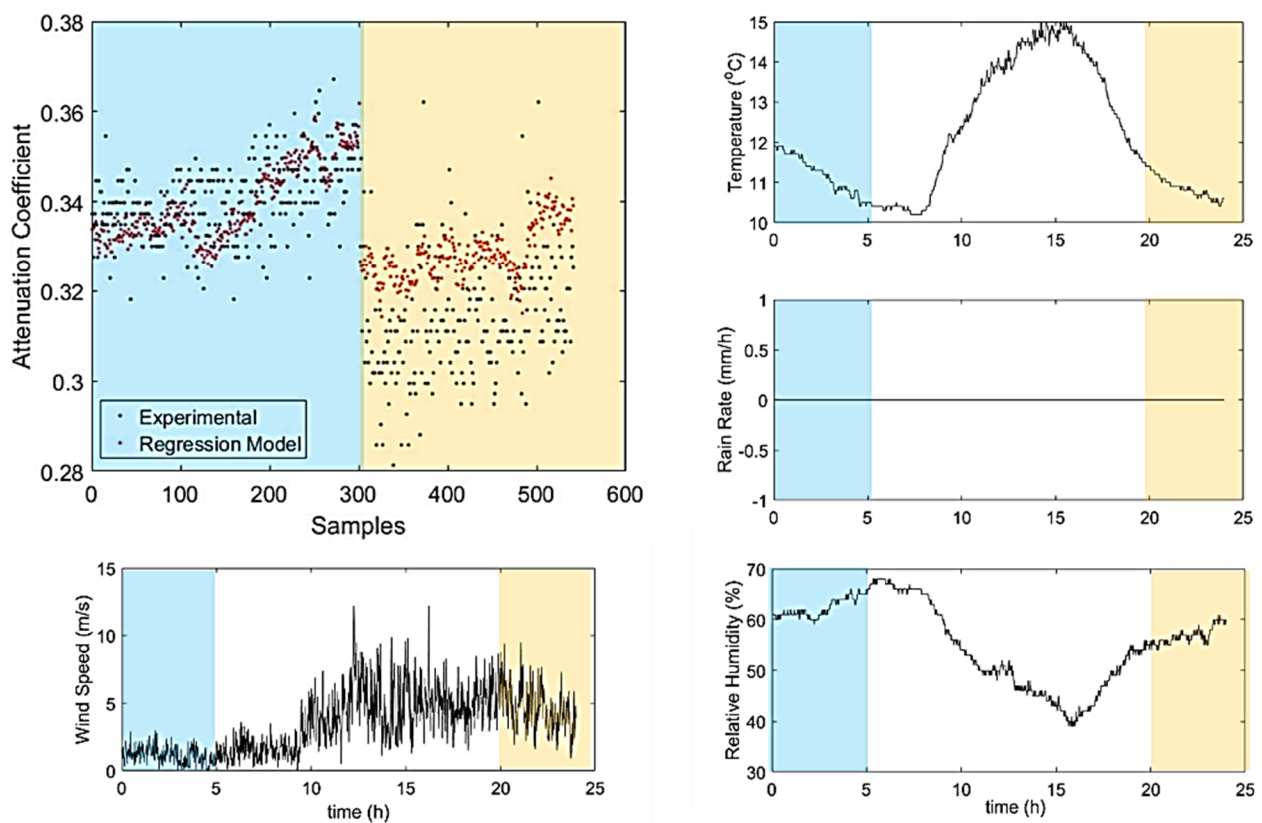 0.38
0.36
0.34
0.32
0.3
0.28
Attenuation Coefficient
Experimental
Regression Model
0 100 200 300 400 500 600
Samples
15
14
13
12
11
10
Temperature (°C)
0 5 10 15 20 25
1
0.5
0
-0.5
-1
Rain Rate (mm/h)
0 5 10 15 20 25
15
10
5
0
Wind Speed (m/s)
0 5 10 15 20 25
time (h)
70
60
50
40
30
Relative Humidity (%)
0 5 10 15 20 25
time (h)